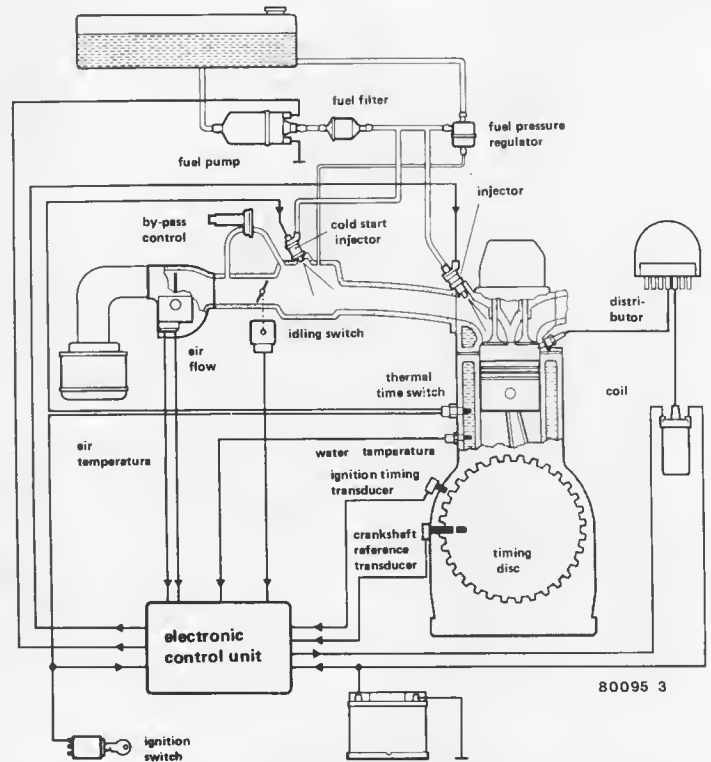 fuel filter
fuel pump
fuel pressure
regulator
injector
by-pass
control
cold start
injector
distri-
butor
idling switch
eir
flow
thermal
time switch
coil
eir
temperatura
water tamparatura
ignition timing
transducer
crankshaft
reference
transducer
timing
disc
electronic
control unit
80095 3
ignition
switch